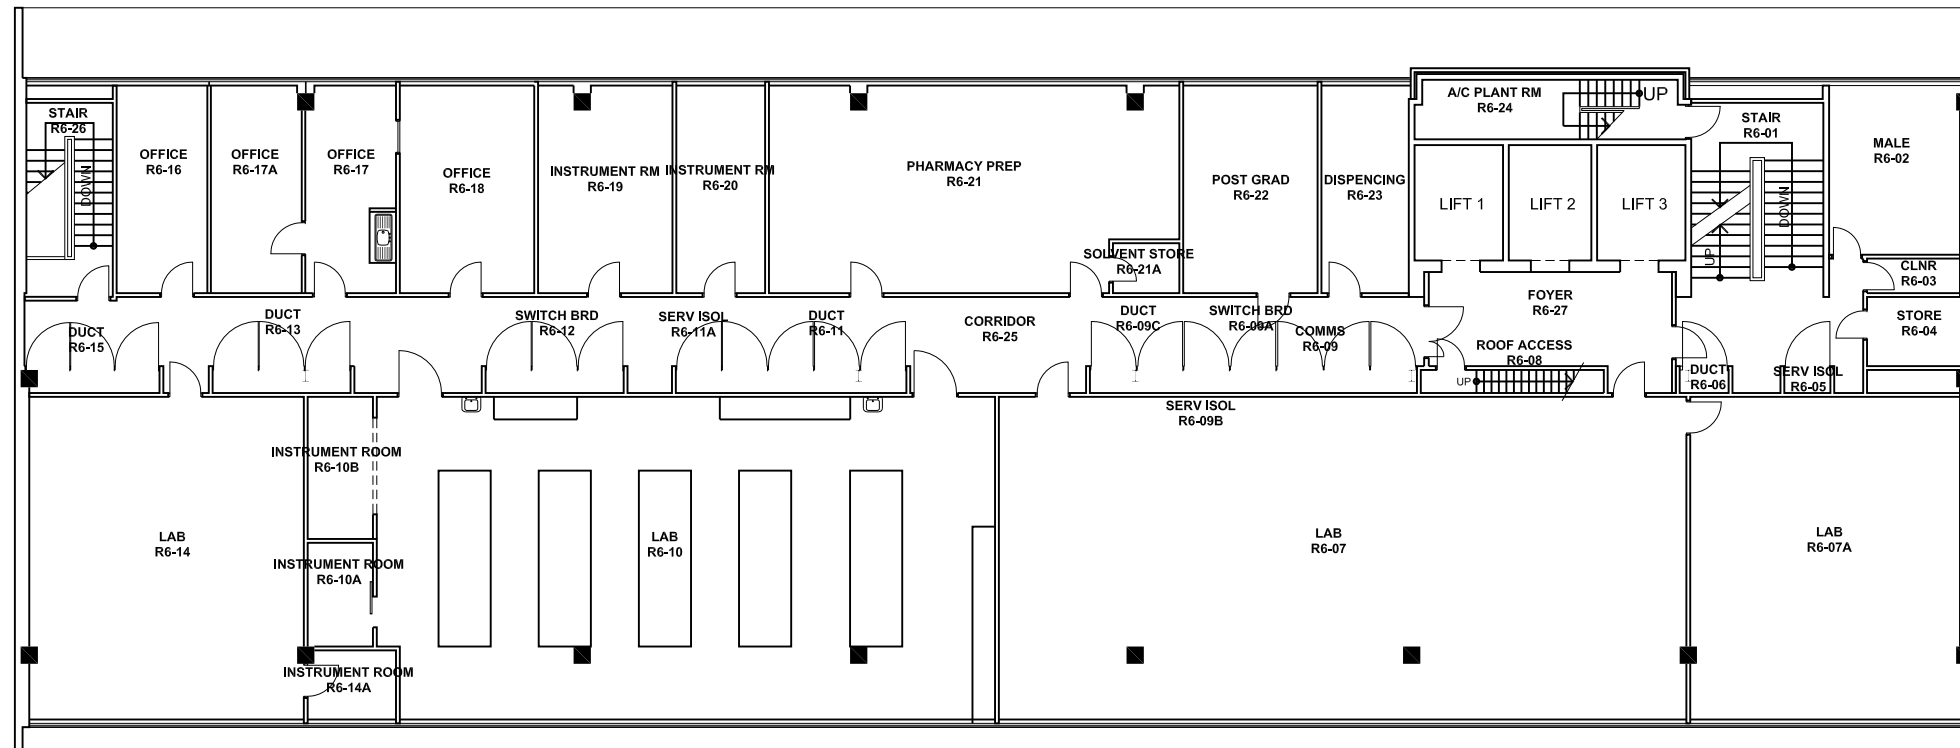 A/C PLANT RM
R6-24
UP
STAIR
R6-26
DOWN
OFFICE
R6-16
OFFICE
R6-17A
OFFICE
R6-17
OFFICE
R6-18
INSTRUMENT RM
R6-19
INSTRUMENT RM
R6-20
PHARMACY PREP
R6-21
POST GRAD
R6-22
DISPENCING
R6-23
LIFT 1
LIFT 2
LIFT 3
STAIR
R6-01
DOWN
UP
MALE
R6-02
SOLVENT STORE
R6-21A
CLNR
R6-03
FOYER
R6-27
STORE
R6-04
DUCT
R6-15
DUCT
R6-13
SWITCH BRD
R6-12
SERV ISOL
R6-11A
DUCT
R6-11
CORRIDOR
R6-25
DUCT
R6-09C
SWITCH BRD
R6-09A
COMMS
R6-09
ROOF ACCESS
R6-08
UP
DUCT
R6-06
SERV ISOL
R6-05
SERV ISOL
R6-09B
INSTRUMENT ROOM
R6-10B
LAB
R6-14
INSTRUMENT ROOM
R6-10A
LAB
R6-10
LAB
R6-07
LAB
R6-07A
INSTRUMENT ROOM
R6-14A